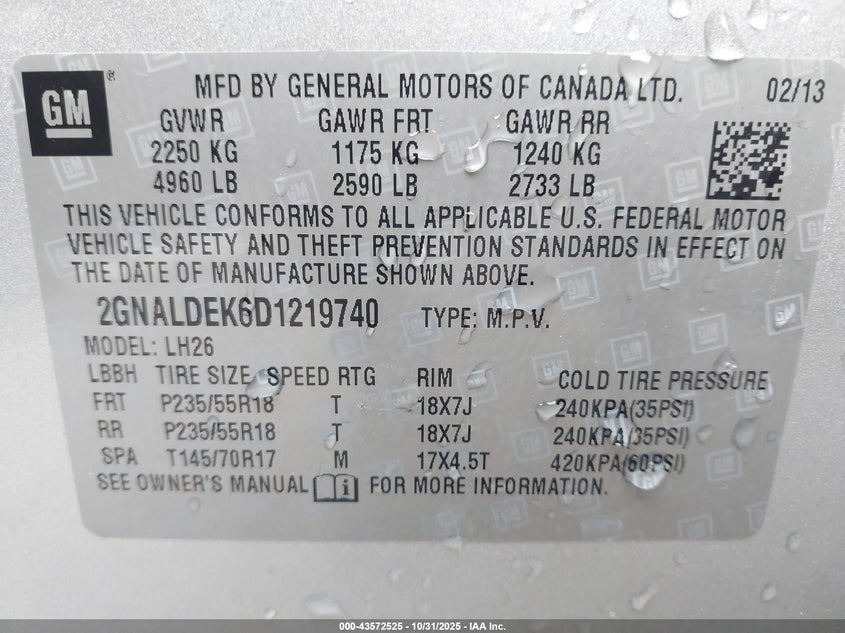 GM ®
MFD BY GENERAL MOTORS OF CANADA LTD. 02/13
GVWR GAWR FRT GAWR RR
2250 KG 1175 KG 1240 KG
4960 LB 2590 LB 2733 LB
THIS VEHICLE CONFORMS TO ALL APPLICABLE U.S. FEDERAL MOTOR
VEHICLE SAFETY AND THEFT PREVENTION STANDARDS IN EFFECT ON
THE DATE OF MANUFACTURE SHOWN ABOVE.
2GNALDEK6D1219740 TYPE: M.P.V.
MODEL: LH26
LBBH TIRE SIZE SPEED RTG RIM COLD TIRE PRESSURE
FRT P235/55R18 T 18X7J 240KPA(35PSI)
RR P235/55R18 T 18X7J 240KPA(35PSI)
SPA T145/70R17 M 17X4.5T 420KPA(60PSI)
SEE OWNER'S MANUAL i FOR MORE INFORMATION.
000-43572525 - 10/31/2025 - IAA Inc.